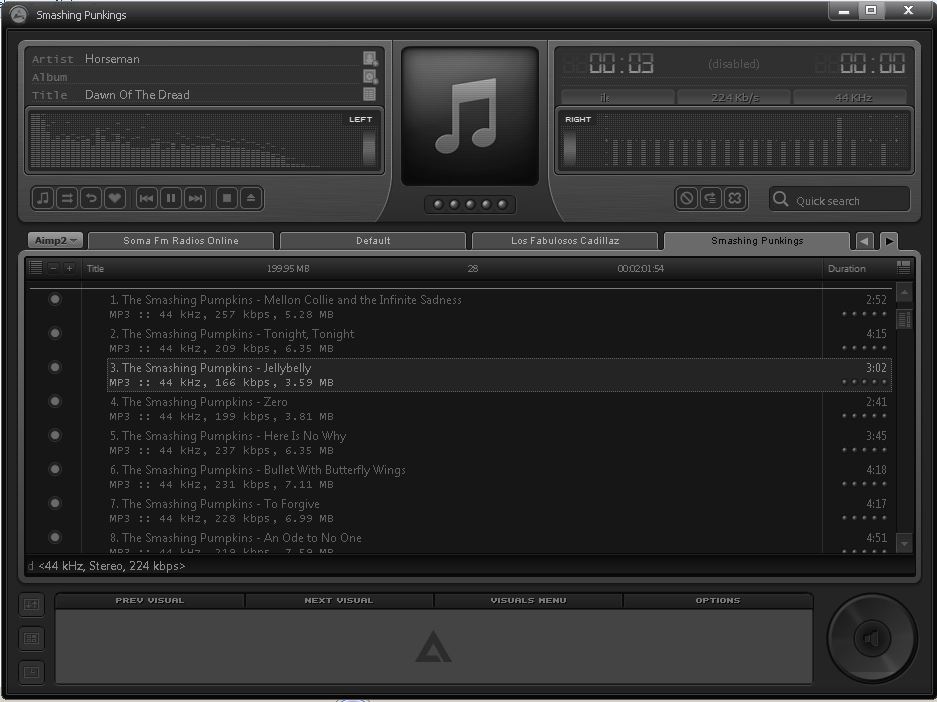 Smashing Punkings
Artist Horseman
Album
Title Dawn Of The Dread
LEFT
00:03 (disabled) 00:00
224 Kb/s 44 KHz
RIGHT
Quick search
Aimp2 Soma Fm Radios Online Default Los Fabulosos Cadillaz Smashing Punkings
Title 199.95 MB 28 00:02:01:54 Duration
1. The Smashing Pumpkins - Mellon Collie and the Infinite Sadness 2:52
MP3 :: 44 kHz, 257 kbps, 5.28 MB
2. The Smashing Pumpkins - Tonight, Tonight 4:15
MP3 :: 44 kHz, 209 kbps, 6.35 MB
3. The Smashing Pumpkins - Jellybelly 3:02
MP3 :: 44 kHz, 166 kbps, 3.59 MB
4. The Smashing Pumpkins - Zero 2:41
MP3 :: 44 kHz, 199 kbps, 3.81 MB
5. The Smashing Pumpkins - Here Is No Why 3:45
MP3 :: 44 kHz, 237 kbps, 6.35 MB
6. The Smashing Pumpkins - Bullet With Butterfly Wings 4:18
MP3 :: 44 kHz, 231 kbps, 7.11 MB
7. The Smashing Pumpkins - To Forgive 4:17
MP3 :: 44 kHz, 228 kbps, 6.99 MB
8. The Smashing Pumpkins - An Ode to No One 4:51
MP3 :: 44 kHz, 219 kbps, 7.59 MB
d <44 kHz, Stereo, 224 kbps>
PREV VISUAL NEXT VISUAL VISUALS MENU OPTIONS